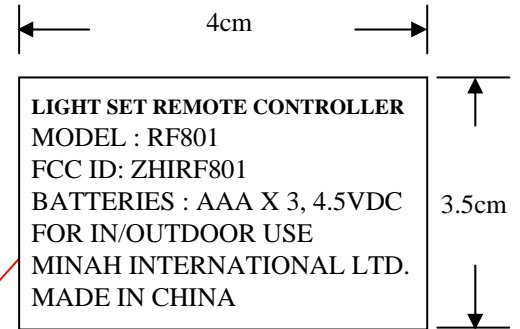 4cm
LIGHT SET REMOTE CONTROLLER
MODEL : RF801
FCC ID: ZHIRF801
BATTERIES : AAA X 3, 4.5VDC
FOR IN/OUTDOOR USE
MINAH INTERNATIONAL LTD.
MADE IN CHINA
3.5cm